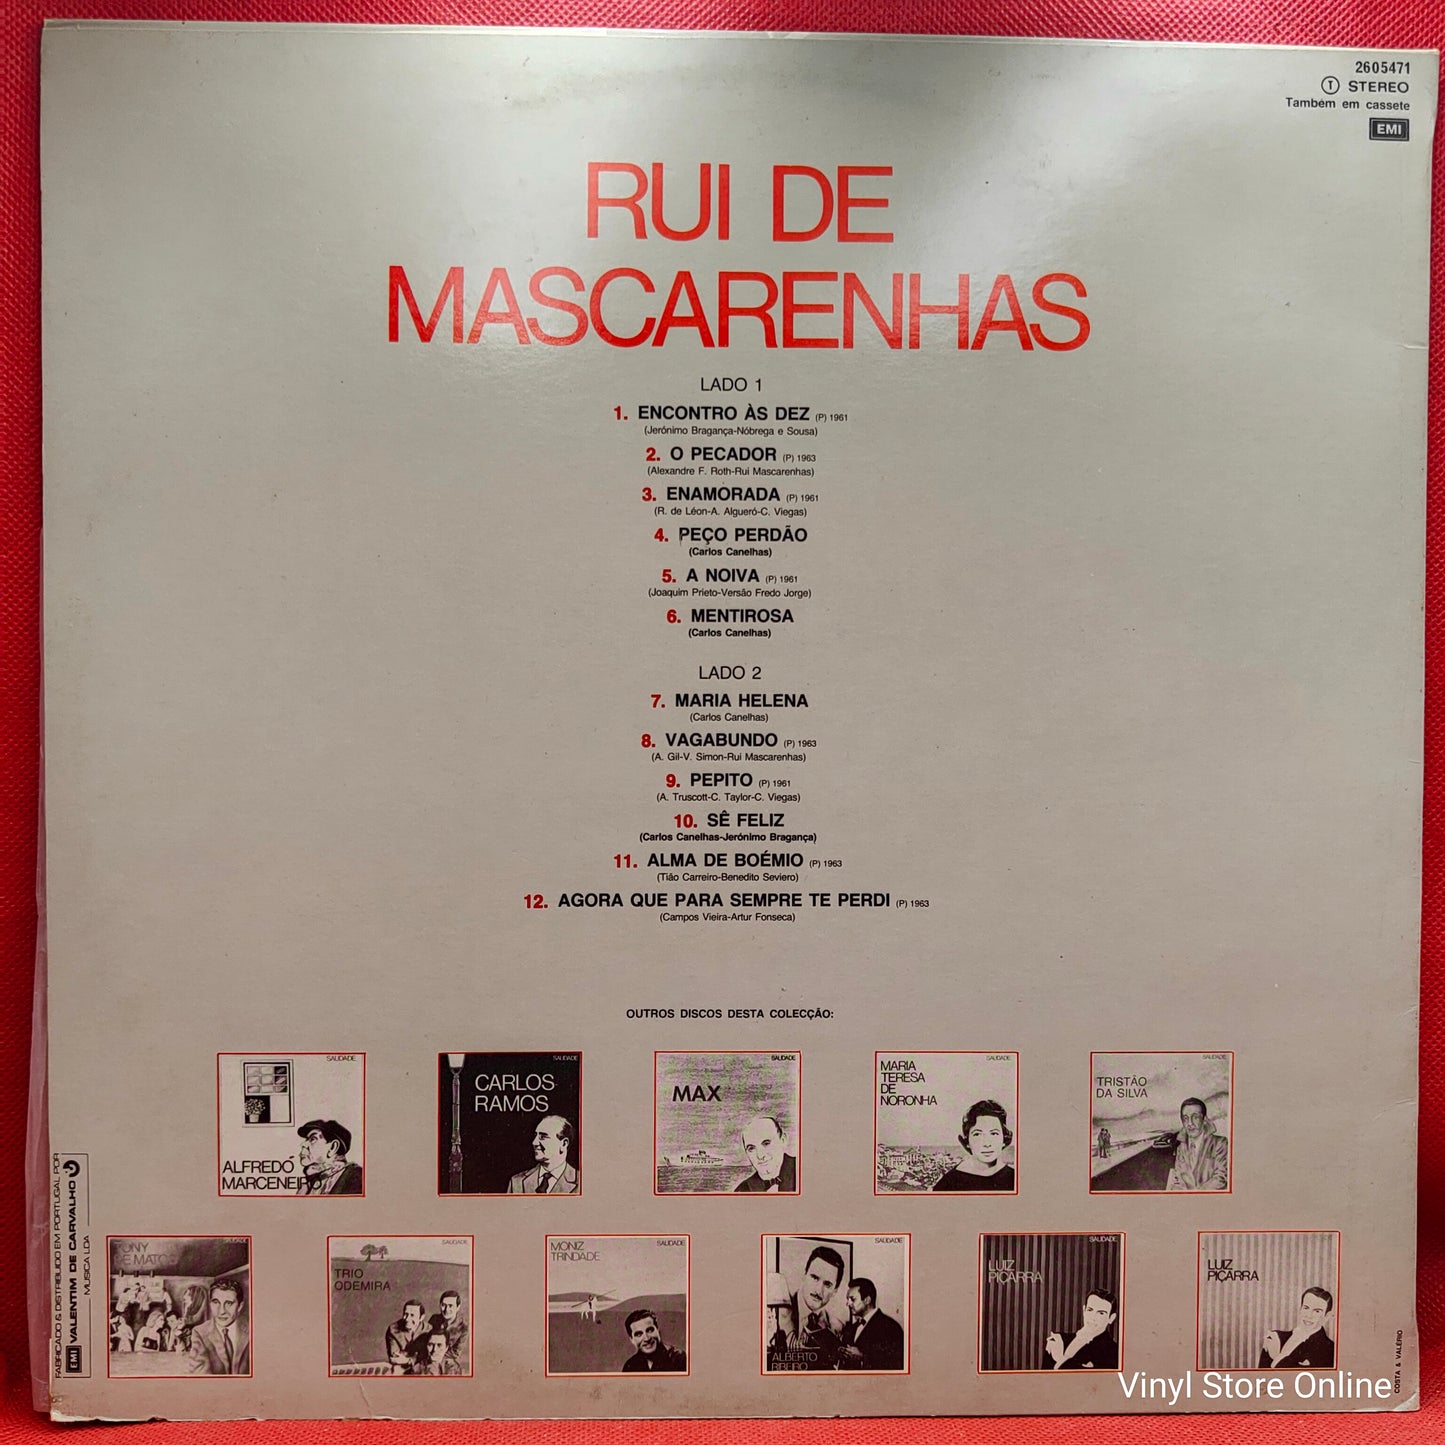 2605471
Ⓣ STEREO
Também em cassete
EMI
RUI DE
MASCARENHAS
LADO 1
1. ENCONTRO ÀS DEZ (P) 1961
(Jerónimo Bragança-Nóbrega e Sousa)
2. O PECADOR (P) 1963
(Alexandre F. Roth-Rui Mascarenhas)
3. ENAMORADA (P) 1961
(R. de Léon-A. Algueró-C. Viegas)
4. PEÇO PERDÃO
(Carlos Canelhas)
5. A NOIVA (P) 1961
(Joaquim Prieto-Versão Fredo Jorge)
6. MENTIROSA
(Carlos Canelhas)
LADO 2
7. MARIA HELENA
(Carlos Canelhas)
8. VAGABUNDO (P) 1963
(A. Gil-V. Simon-Rui Mascarenhas)
9. PEPITO (P) 1961
(A. Truscott-C. Taylor-C. Viegas)
10. SÊ FELIZ
(Carlos Canelhas-Jerónimo Bragança)
11. ALMA DE BOÉMIO (P) 1963
(Tião Carreiro-Benedito Seviero)
12. AGORA QUE PARA SEMPRE TE PERDI (P) 1963
(Campos Vieira-Artur Fonseca)
OUTROS DISCOS DESTA COLECÇÃO:
SAUDADE
ALFREDO
MARCENEIRO
SAUDADE
CARLOS
RAMOS
SAUDADE
MAX
SAUDADE
MARIA
TERESA
DE
NORONHA
SAUDADE
TRISTÃO
DA SILVA
SAUDADE
TONY
DE MATOS
SAUDADE
TRIO
ODEMIRA
SAUDADE
MONIZ
TRINDADE
SAUDADE
ALBERTO
RIBEIRO
SAUDADE
LUIZ
PIÇARRA
SAUDADE
LUIZ
PIÇARRA
FABRICADO & DISTRIBUIDO EM PORTUGAL POR
EMI VALENTIM DE CARVALHO
MUSICA LDA
COSTA & VALÉRIO
Vinyl Store Online